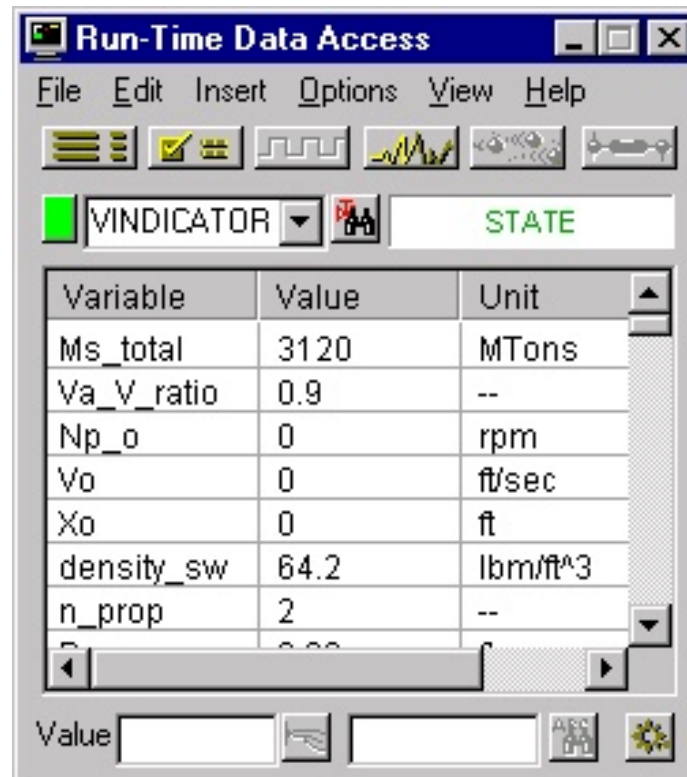 Run-Time Data Access
File Edit Insert Options View Help
VINDICATOR STATE
Variable Value Unit
Ms_total 3120 MTons
Va_V_ratio 0.9 --
Np_o 0 rpm
Vo 0 ft/sec
Xo 0 ft
density_sw 64.2 lbm/ft^3
n_prop 2 --
Value